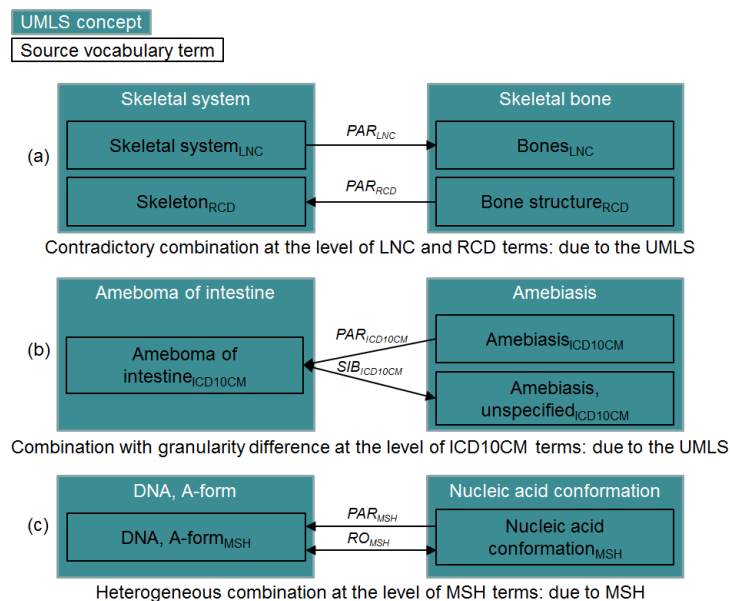 UMLS concept
Source vocabulary term
Skeletal system
Skeletal bone
(a)
Skeletal systemLNC
PARLNC
BonesLNC
SkeletonRCD
PARRCD
Bone structureRCD
Contradictory combination at the level of LNC and RCD terms: due to the UMLS
Ameboma of intestine
Amebiasis
(b)
Ameboma of
intestineICD10CM
PARICD10CM
SIBICD10CM
AmebiasisICD10CM
Amebiasis,
unspecifiedICD10CM
Combination with granularity difference at the level of ICD10CM terms: due to the UMLS
DNA, A-form
Nucleic acid conformation
(c)
DNA, A-formMSH
PARMSH
ROMSH
Nucleic acid
conformationMSH
Heterogeneous combination at the level of MSH terms: due to MSH